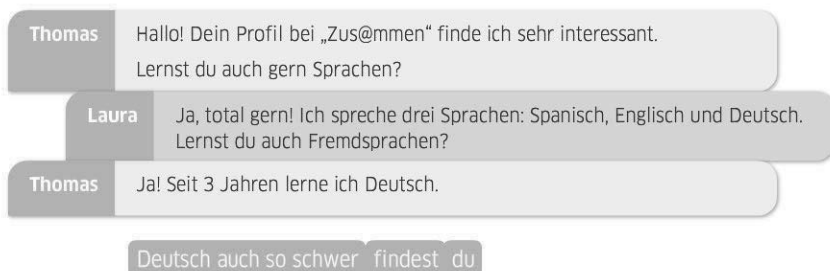 Thomas Hallo! Dein Profil bei „Zus@mmen“ finde ich sehr interessant.
Lernst du auch gern Sprachen?
Laura Ja, total gern! Ich spreche drei Sprachen: Spanisch, Englisch und Deutsch.
Lernst du auch Fremdsprachen?
Thomas Ja! Seit 3 Jahren lerne ich Deutsch.
Deutsch auch so schwer findest du